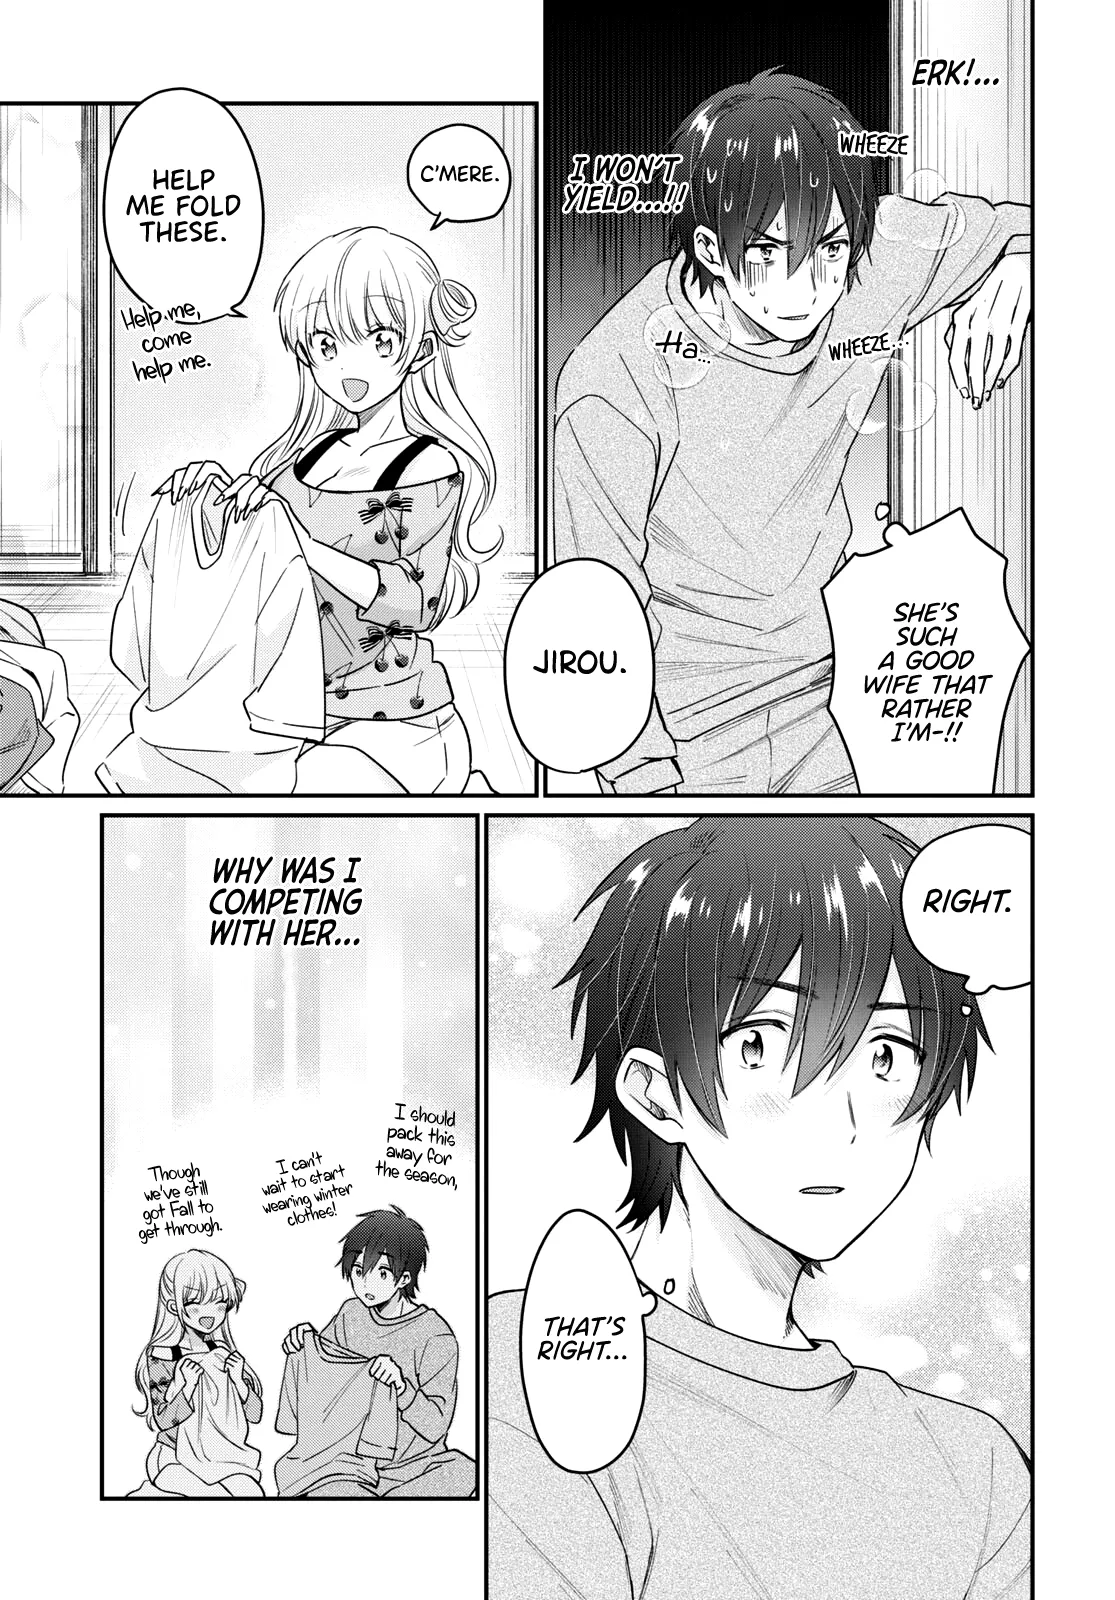 ERK!...
WHEEZE
I WON'T
YIELD....!!
Ha...
WHEEZE...
SHE'S
SUCH
A GOOD
WIFE THAT
RATHER
I'M-!!
JIROU.
C'MERE.
HELP
ME FOLD
THESE.
Help me,
come
help me.
RIGHT.
THAT'S
RIGHT...
WHY WAS I
COMPETING
WITH HER...
I should
pack this
away for
the season,
I can't
wait to start
wearing winter
clothes!
Though
we've still
got Fall to
get through.